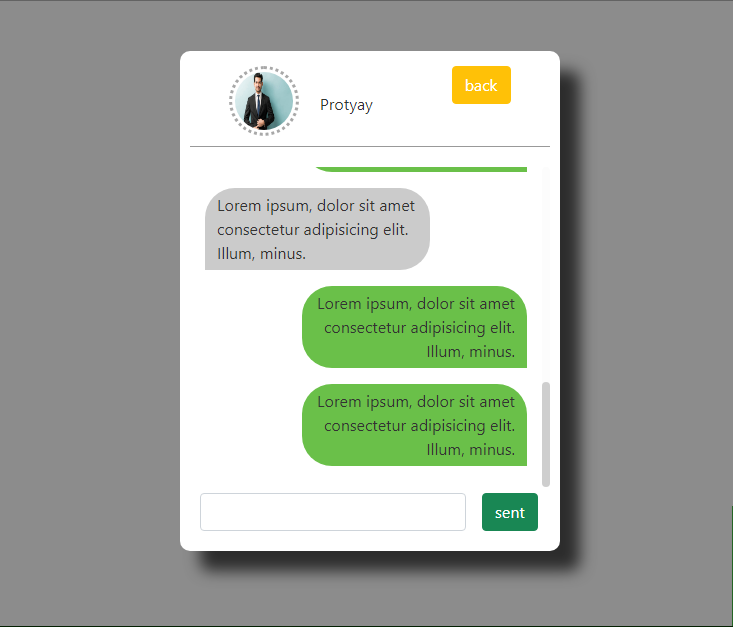 Protyay
back
Lorem ipsum, dolor sit amet
consectetur adipisicing elit.
Illum, minus.
Lorem ipsum, dolor sit amet
consectetur adipisicing elit.
Illum, minus.
Lorem ipsum, dolor sit amet
consectetur adipisicing elit.
Illum, minus.
sent